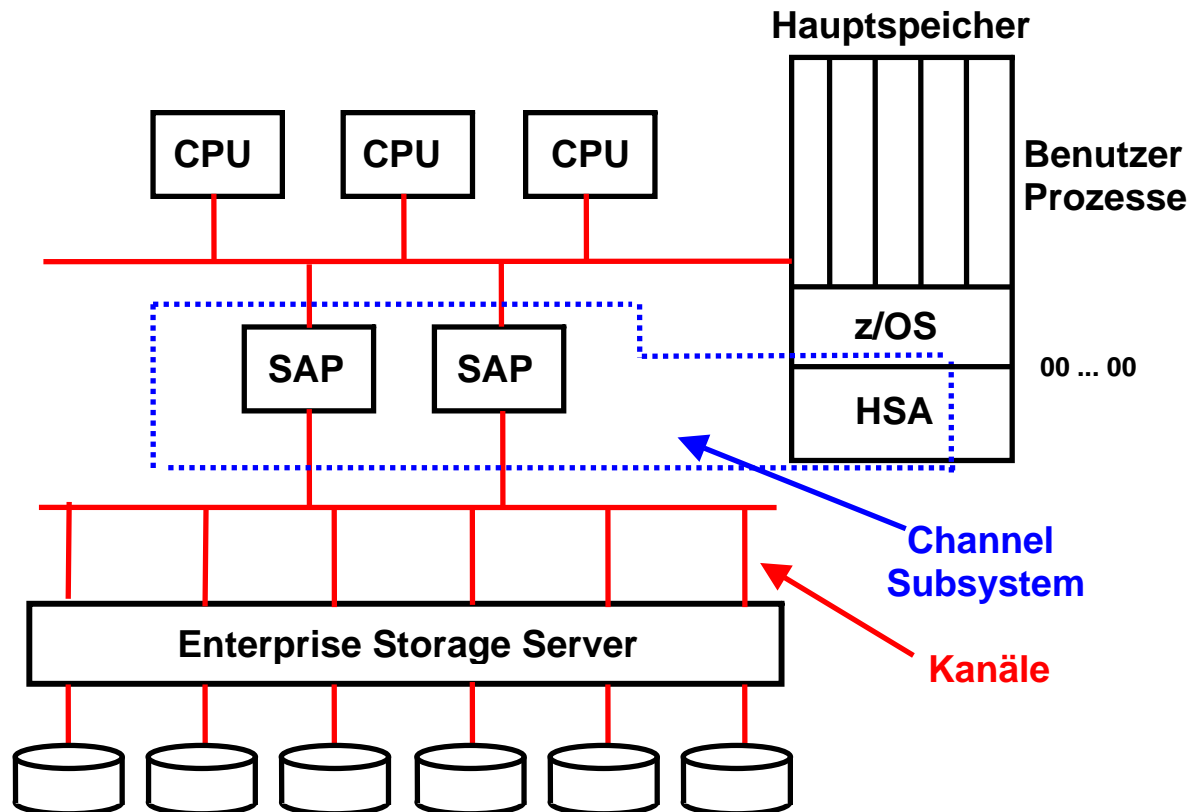 Hauptspeicher
CPU CPU CPU
Benutzer
Prozesse
z/OS
SAP SAP
00 ... 00
HSA
Channel
Subsystem
Enterprise Storage Server
Kanäle